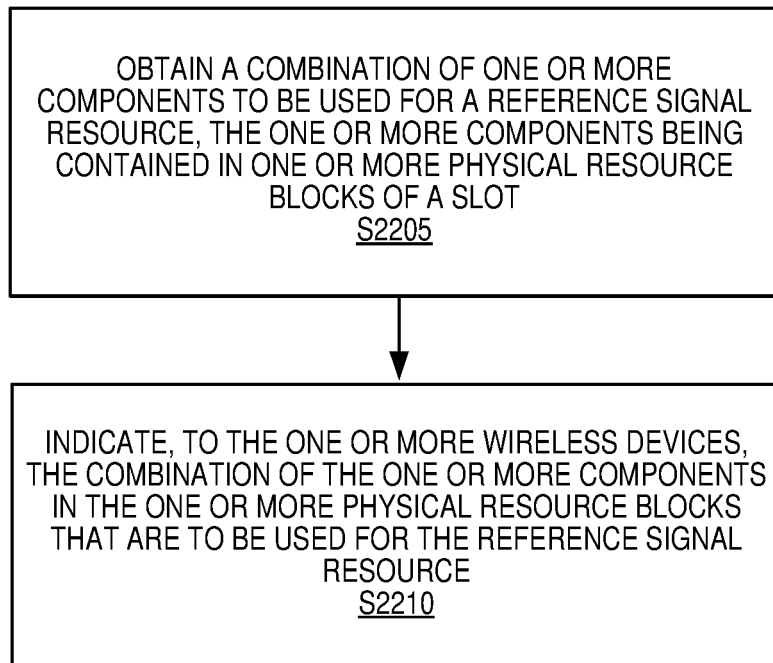 OBTAIN A COMBINATION OF ONE OR MORE
COMPONENTS TO BE USED FOR A REFERENCE SIGNAL
RESOURCE, THE ONE OR MORE COMPONENTS BEING
CONTAINED IN ONE OR MORE PHYSICAL RESOURCE
BLOCKS OF A SLOT
S2205
INDICATE, TO THE ONE OR MORE WIRELESS DEVICES,
THE COMBINATION OF THE ONE OR MORE COMPONENTS
IN THE ONE OR MORE PHYSICAL RESOURCE BLOCKS
THAT ARE TO BE USED FOR THE REFERENCE SIGNAL
RESOURCE
S2210